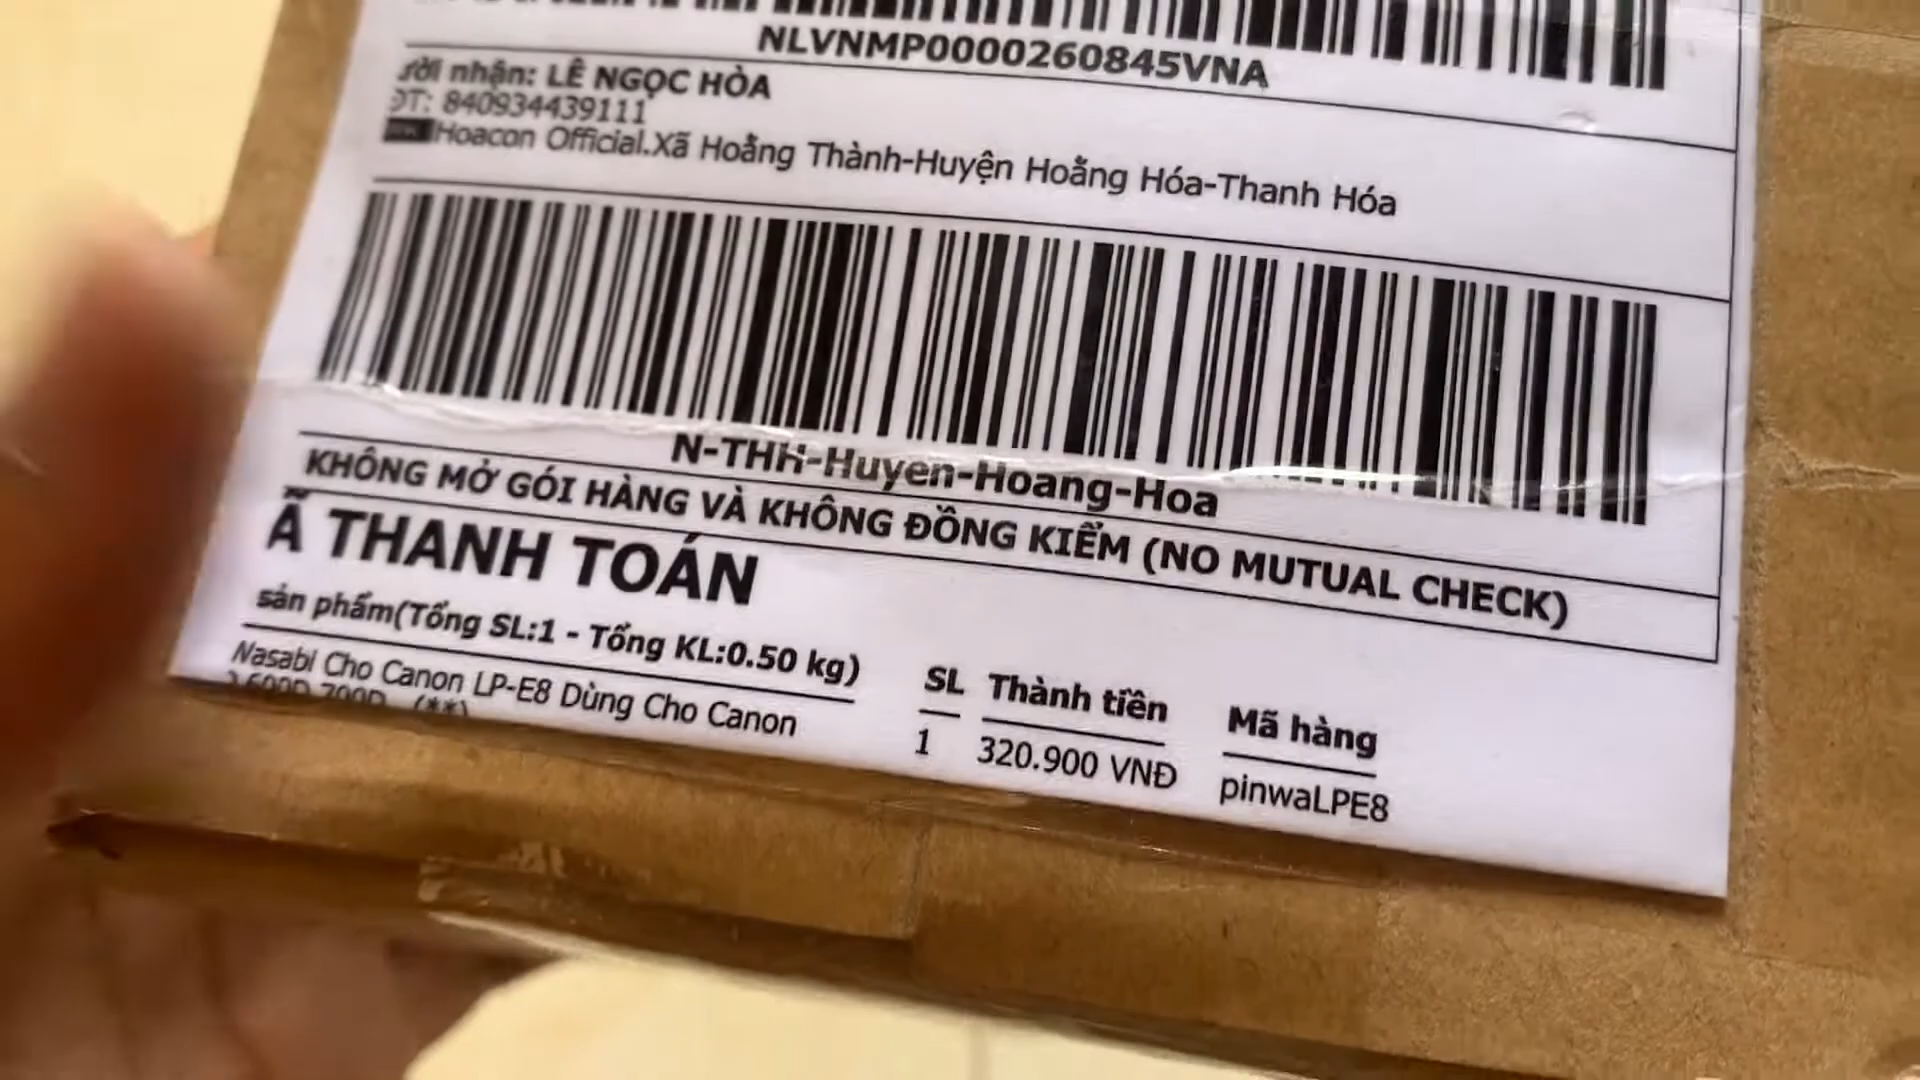 NLVNMP0000260845VNA
ười nhận: LÊ NGỌC HÒA
ĐT: 840934439111
Hoacon Official.Xã Hoằng Thành-Huyện Hoằng Hóa-Thanh Hóa
N-THH-Huyen-Hoang-Hoa
KHÔNG MỞ GÓI HÀNG VÀ KHÔNG ĐỒNG KIỂM (NO MUTUAL CHECK)
Ã THANH TOÁN
sản phẩm(Tổng SL:1 - Tổng KL:0.50 kg) SL Thành tiền Mã hàng
Nasabi Cho Canon LP-E8 Dùng Cho Canon 1 320.900 VNĐ pinwaLPE8
600D 700D (**)